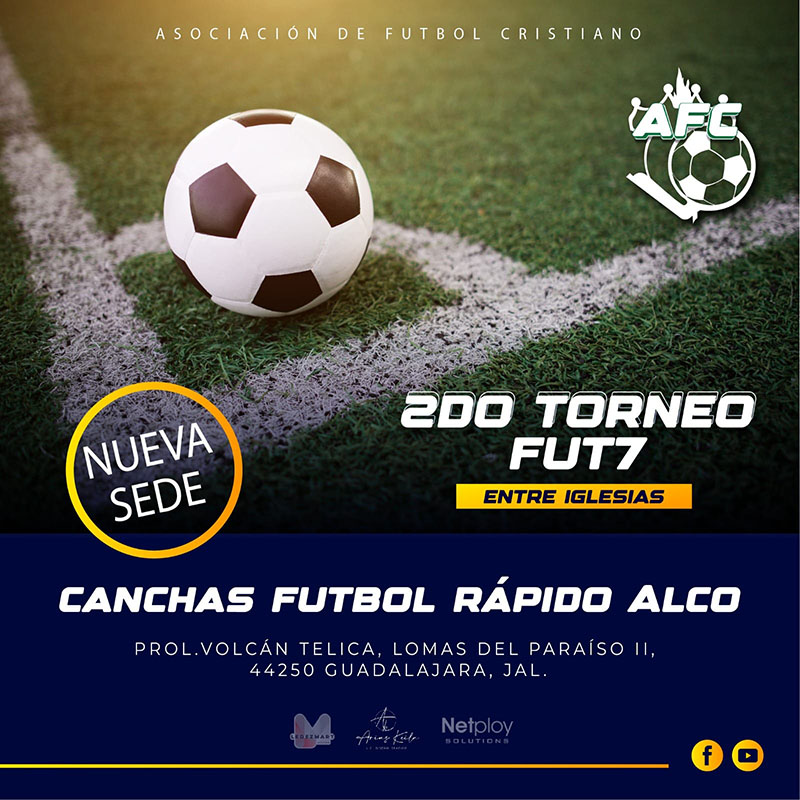 ASOCIACIÓN DE FUTBOL CRISTIANO
AFC
2DO TORNEO
FUT7
ENTRE IGLESIAS
NUEVA
SEDE
CANCHAS FUTBOL RÁPIDO ALCO
PROL.VOLCÁN TELICA, LOMAS DEL PARAÍSO II,
44250 GUADALAJARA, JAL.
Netploy
SOLUTIONS